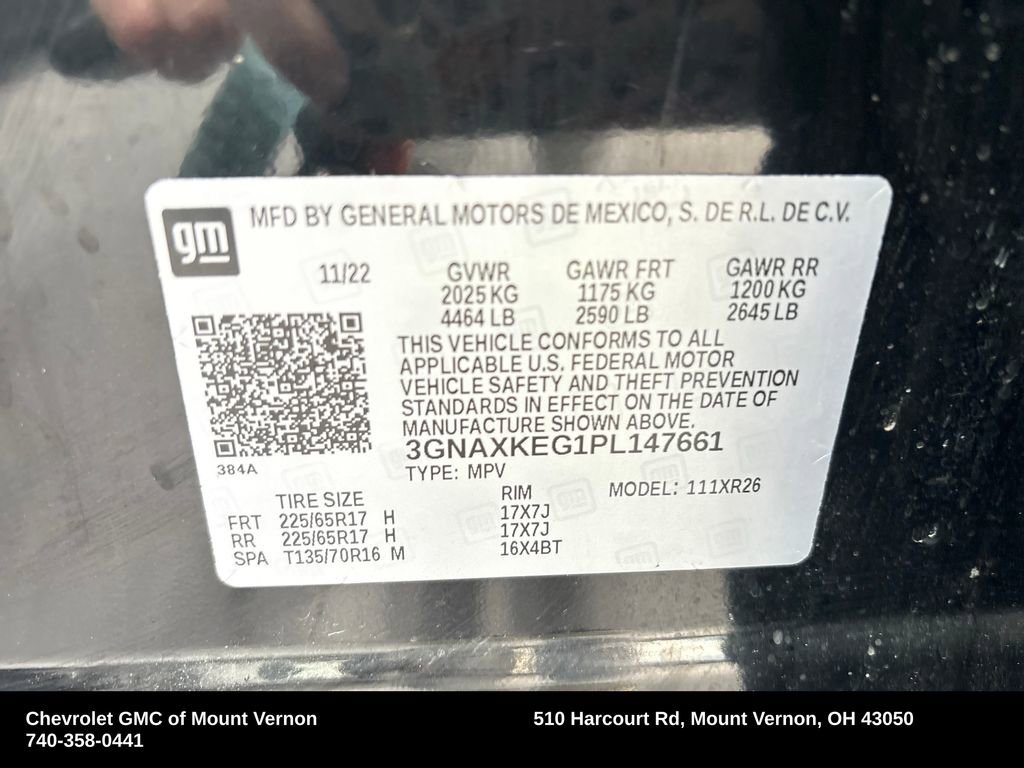 gm
MFD BY GENERAL MOTORS DE MEXICO, S. DE R.L. DE C.V.
11/22 GVWR GAWR FRT GAWR RR
2025 KG 1175 KG 1200 KG
4464 LB 2590 LB 2645 LB
THIS VEHICLE CONFORMS TO ALL
APPLICABLE U.S. FEDERAL MOTOR
VEHICLE SAFETY AND THEFT PREVENTION
STANDARDS IN EFFECT ON THE DATE OF
MANUFACTURE SHOWN ABOVE.
3GNAXKEG1PL147661
384A
TYPE: MPV
MODEL: 111XR26
TIRE SIZE RIM
FRT 225/65R17 H 17X7J
RR 225/65R17 H 17X7J
SPA T135/70R16 M 16X4BT
Chevrolet GMC of Mount Vernon
740-358-0441
510 Harcourt Rd, Mount Vernon, OH 43050